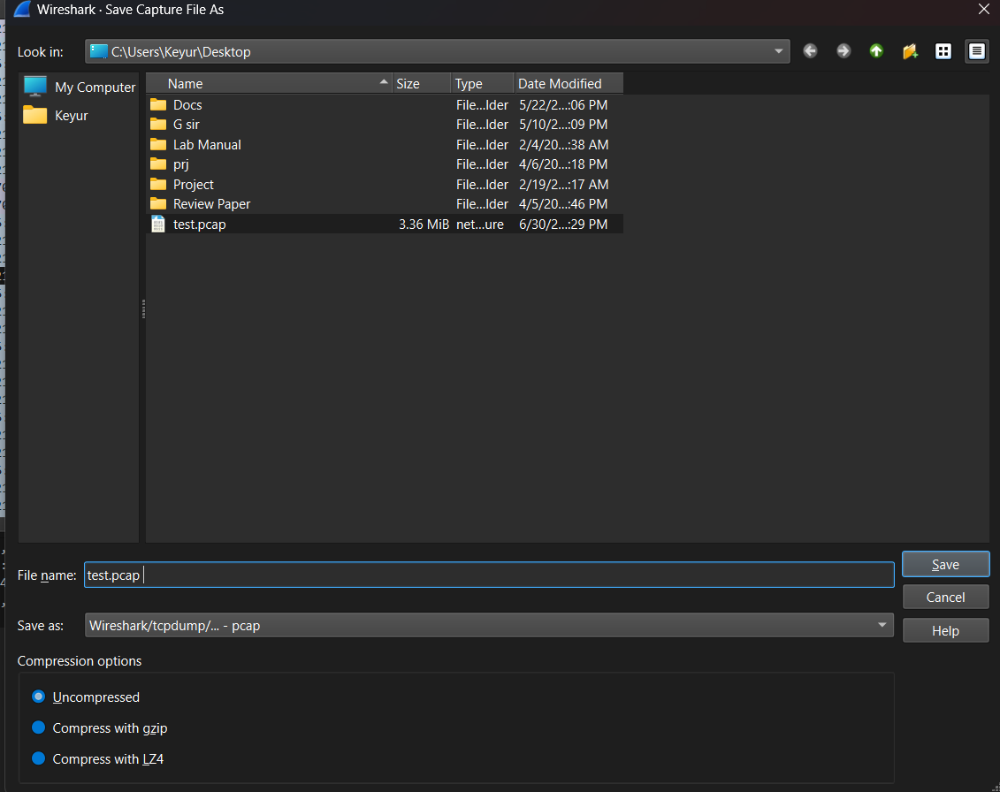 Wireshark · Save Capture File As
Look in: C:\Users\Keyur\Desktop
My Computer
Keyur
Name Size Type Date Modified
Docs File...lder 5/22/2...:06 PM
G sir File...lder 5/10/2...:09 PM
Lab Manual File...lder 2/4/20...:38 AM
prj File...lder 4/6/20...:18 PM
Project File...lder 2/19/2...:17 AM
Review Paper File...lder 4/5/20...:46 PM
test.pcap 3.36 MiB net...ure 6/30/2...:29 PM
File name: test.pcap
Save
Cancel
Save as: Wireshark/tcpdump/... - pcap
Help
Compression options
Uncompressed
Compress with gzip
Compress with LZ4